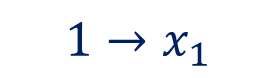 1 → x₁